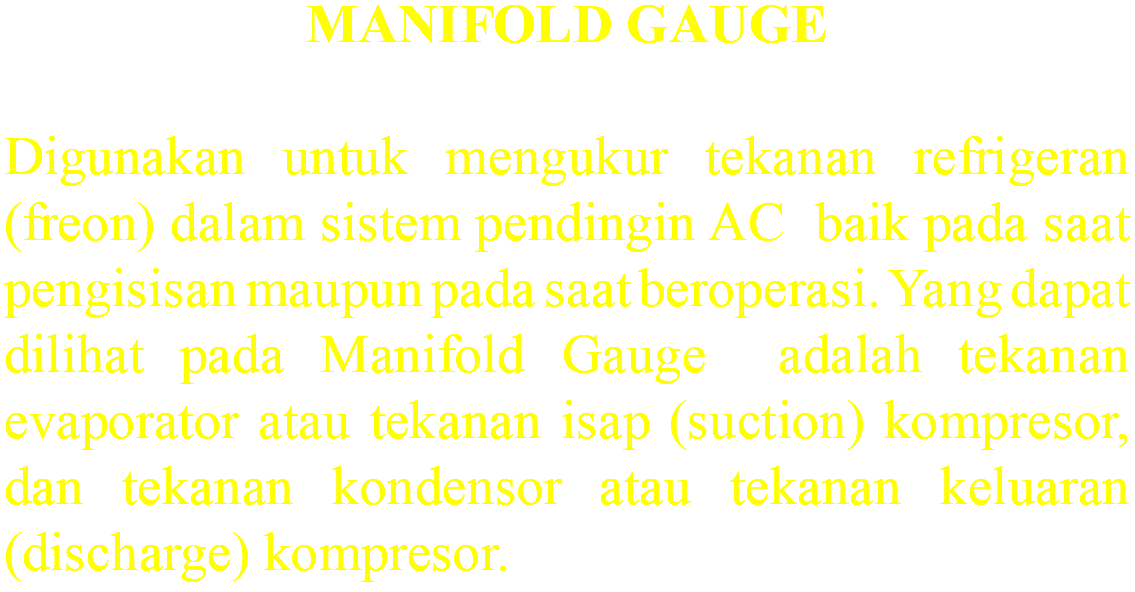 MANIFOLD GAUGE
Digunakan untuk mengukur tekanan refrigeran
(freon) dalam sistem pendingin AC baik pada saat
pengisisan maupun pada saat beroperasi. Yang dapat
dilihat pada Manifold Gauge adalah tekanan
evaporator atau tekanan isap (suction) kompresor,
dan tekanan kondensor atau tekanan keluaran
(discharge) kompresor.